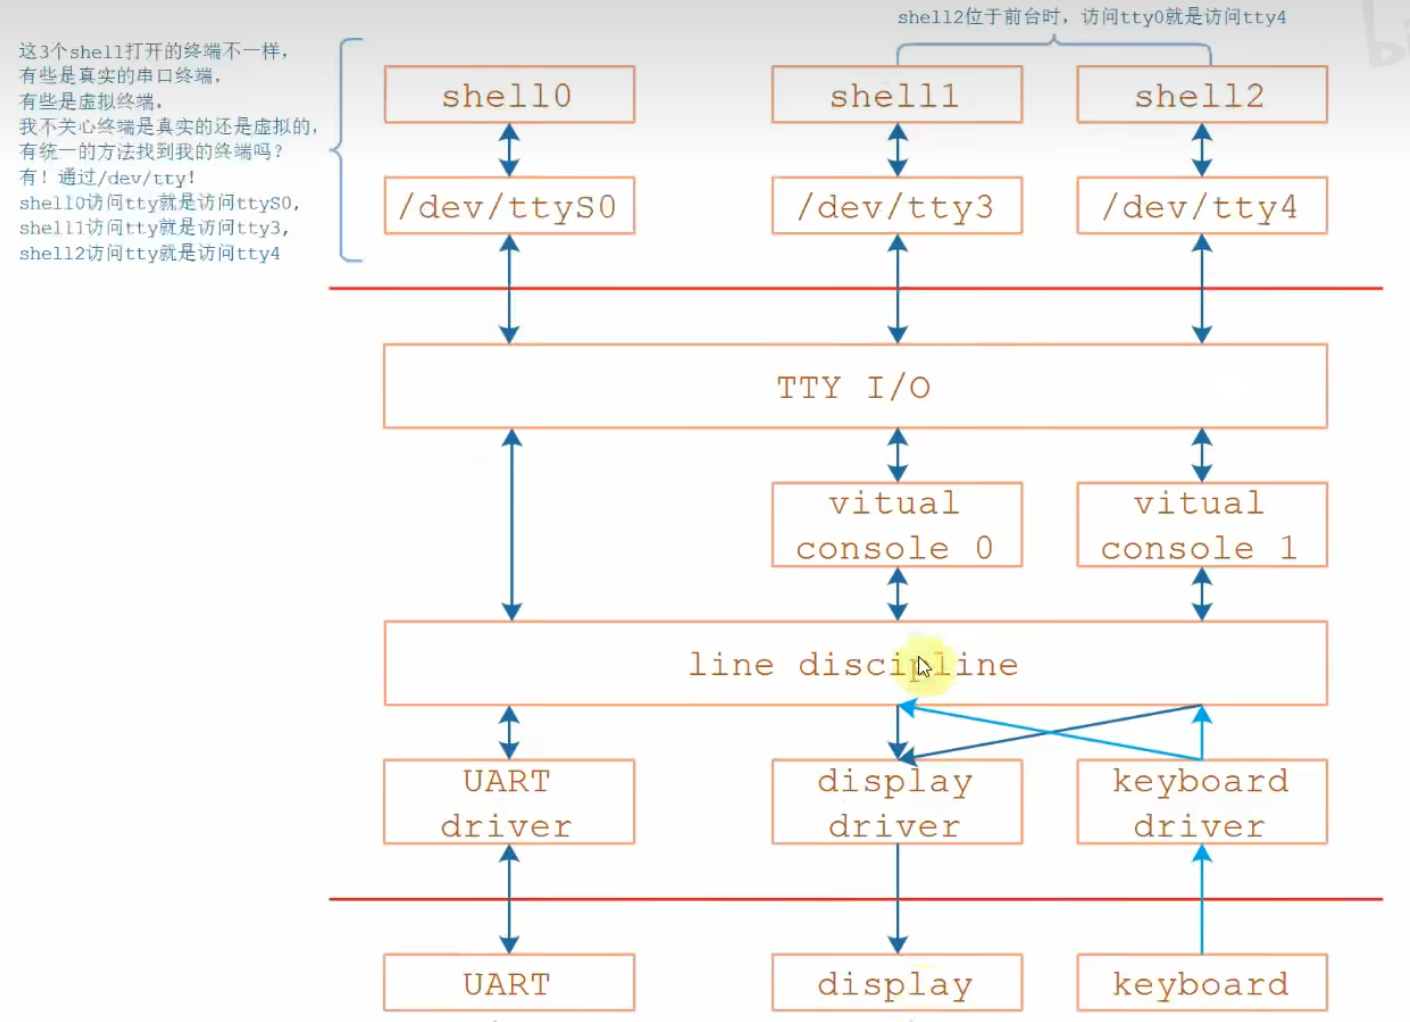 shell2位于前台时，访问tty0就是访问tty4
这3个shell打开的终端不一样，
有些是真实的串口终端，
有些是虚拟终端.
我不关心终端是真实的还是虚拟的，
有统一的方法找到我的终端吗？
有！通过/dev/tty!
shell0访问tty就是访问ttyS0，
shell1访问tty就是访问tty3，
shell2访问tty就是访问tty4
shell0
shell1
shell2
/dev/ttyS0
/dev/tty3
/dev/tty4
TTY I/O
vitual
console 0
vitual
console 1
line discipline
UART
driver
display
driver
keyboard
driver
UART
display
keyboard